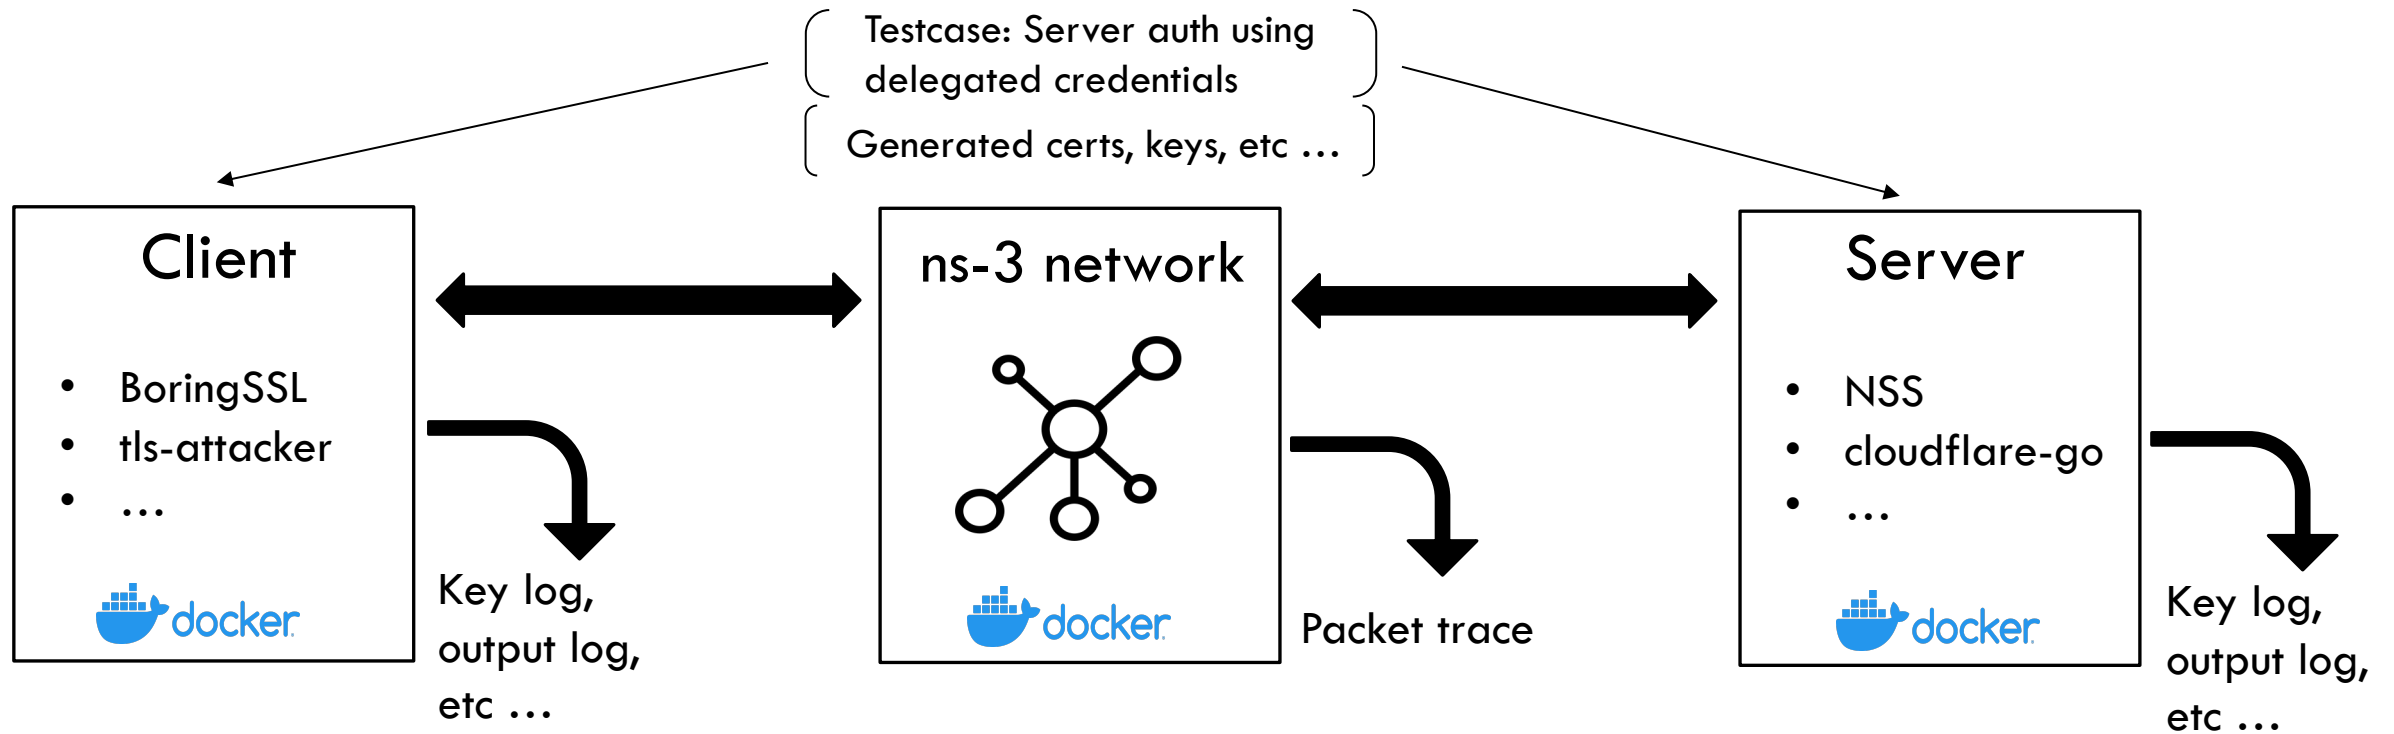 Testcase: Server auth using
delegated credentials
Generated certs, keys, etc ...
Client
• BoringSSL
• tls-attacker
• ...
docker
Key log,
output log,
etc ...
ns-3 network
docker
Packet trace
Server
• NSS
• cloudflare-go
• ...
docker
Key log,
output log,
etc ...